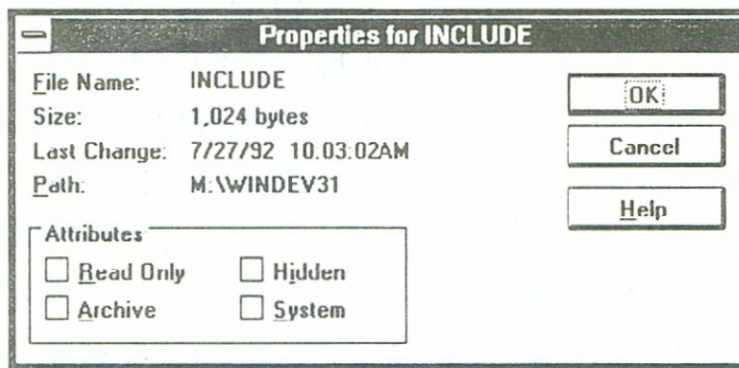 Properties for INCLUDE
File Name: INCLUDE
Size: 1,024 bytes
Last Change: 7/27/92 10.03:02AM
Path: M:\WINDEV31
OK
Cancel
Help
Attributes
Read Only
Hidden
Archive
System